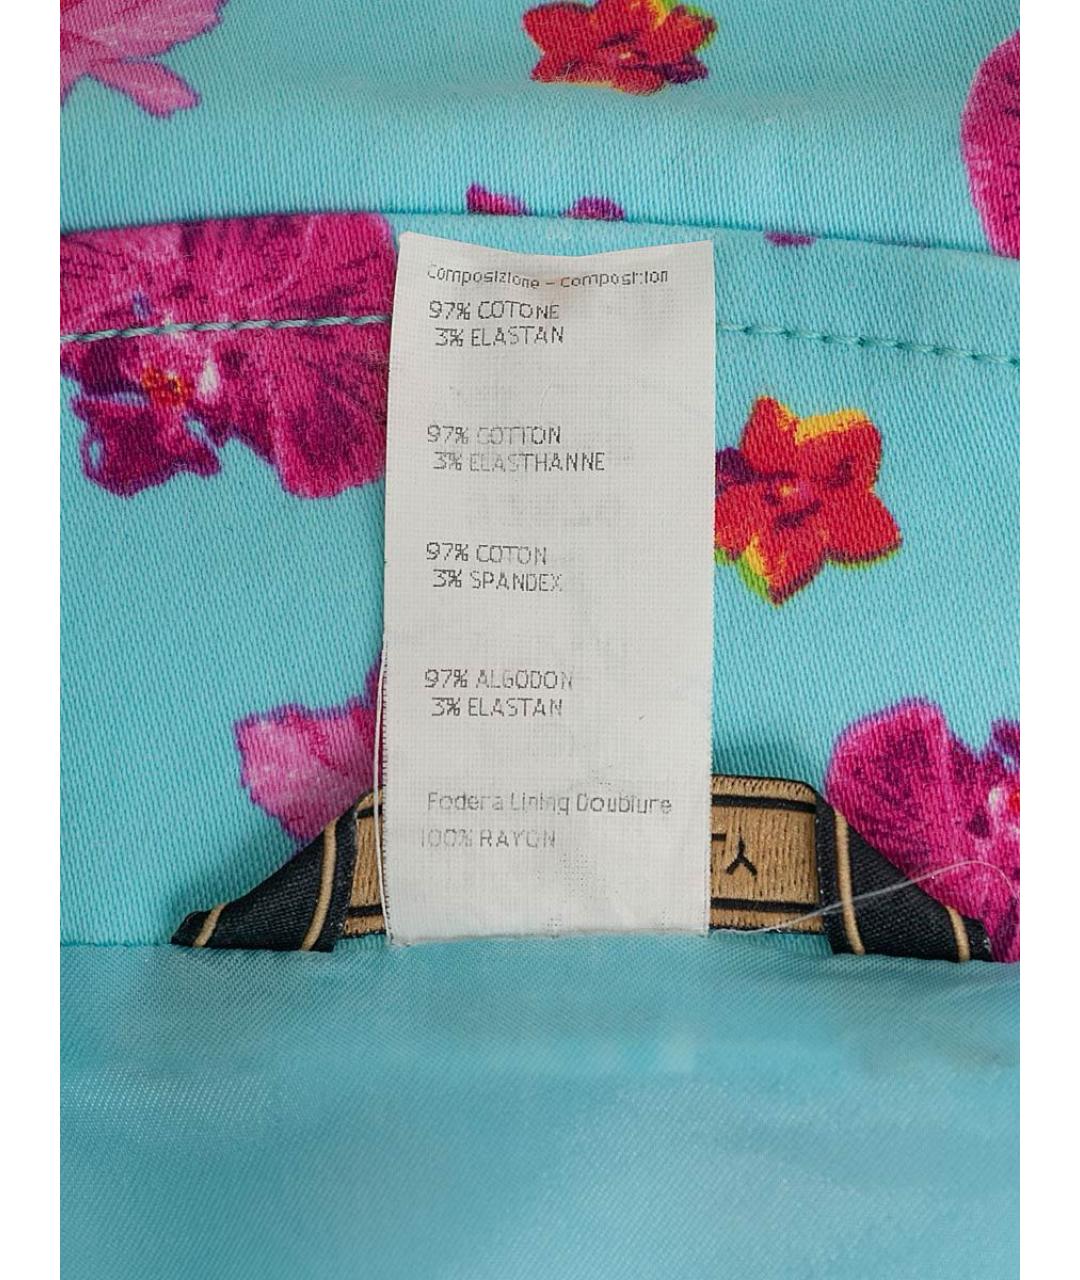 Composizione - Composition
97% COTONE
3% ELASTAN
97% COTTON
3% ELASTHANNE
97% COTON
3% SPANDEX
97% ALGODON
3% ELASTAN
Fodera Lining Doublure
100% RAYON